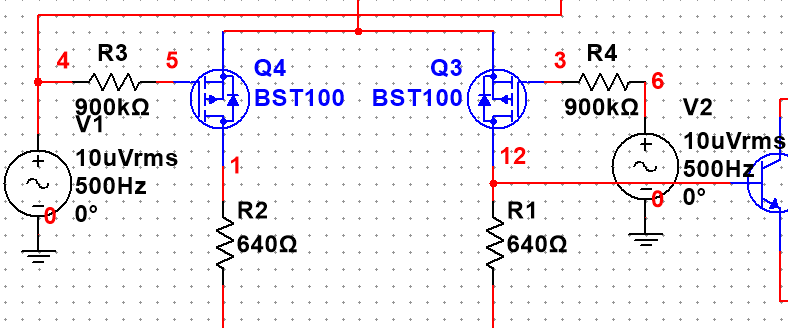 R3
4
5
900kΩ
Q4
BST100
Q3
BST100
3
R4
6
900kΩ
V1
10uVrms
500Hz
0°
0
V2
10uVrms
500Hz
0°
0
1
12
R2
640Ω
R1
640Ω